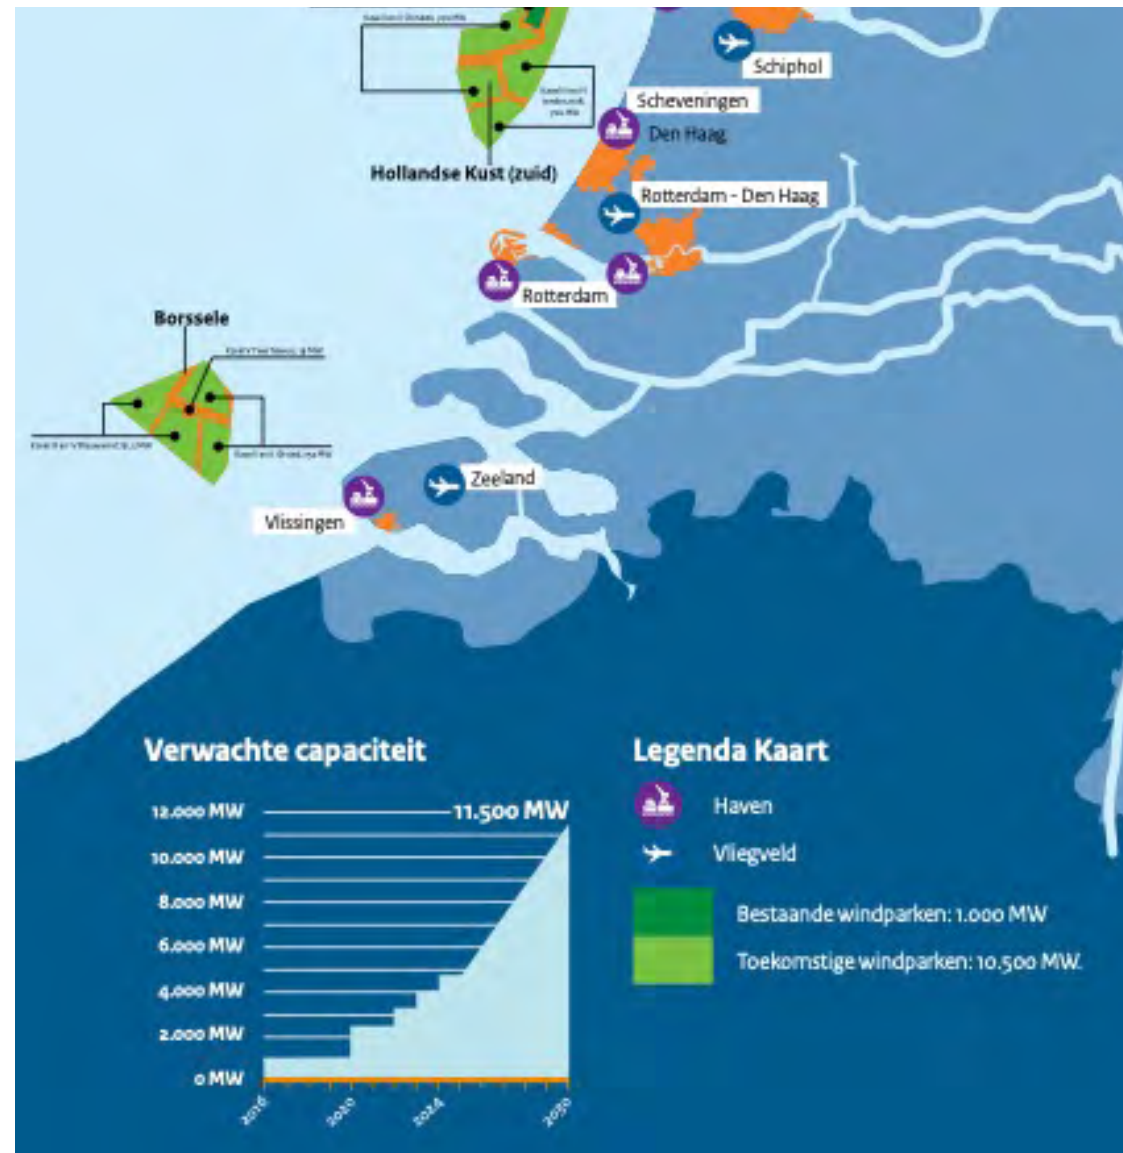 Schiphol
Scheveningen
Den Haag
Hollandse Kust (zuid)
Rotterdam - Den Haag
Rotterdam
Borssele
Zeeland
Vlissingen
Verwachte capaciteit
12.000 MW
11.500 MW
10.000 MW
8.000 MW
6.000 MW
4.000 MW
2.000 MW
0 MW
2016
2020
2024
2030
Legenda Kaart
Haven
Vliegveld
Bestaande windparken: 1.000 MW
Toekomstige windparken: 10.500 MW.